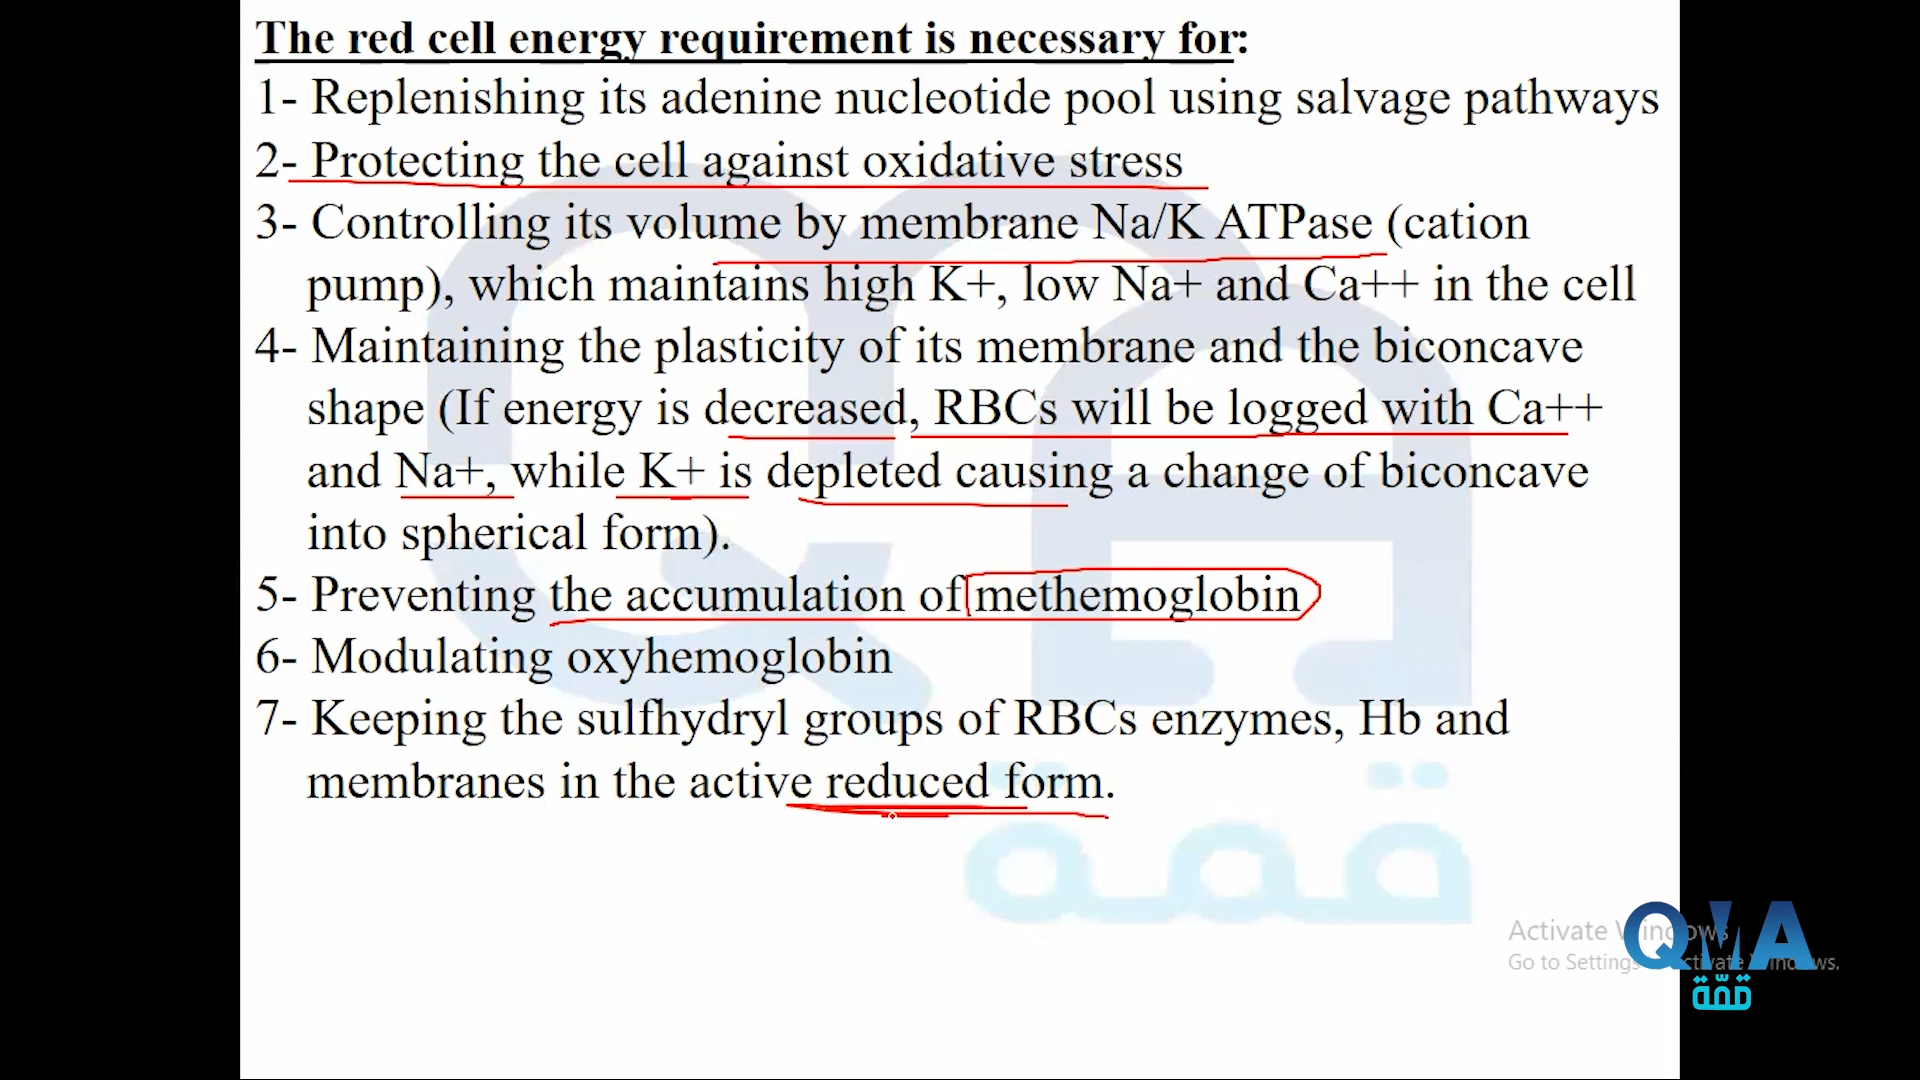 The red cell energy requirement is necessary for:
1- Replenishing its adenine nucleotide pool using salvage pathways
2- Protecting the cell against oxidative stress
3- Controlling its volume by membrane Na/K ATPase (cation
pump), which maintains high K+, low Na+ and Ca++ in the cell
4- Maintaining the plasticity of its membrane and the biconcave
shape (If energy is decreased, RBCs will be logged with Ca++
and Na+, while K+ is depleted causing a change of biconcave
into spherical form).
5- Preventing the accumulation of methemoglobin
6- Modulating oxyhemoglobin
7- Keeping the sulfhydryl groups of RBCs enzymes, Hb and
membranes in the active reduced form.
قمة
Activate Windows
Go to Settings to activate Windows.
QMA
قمّة